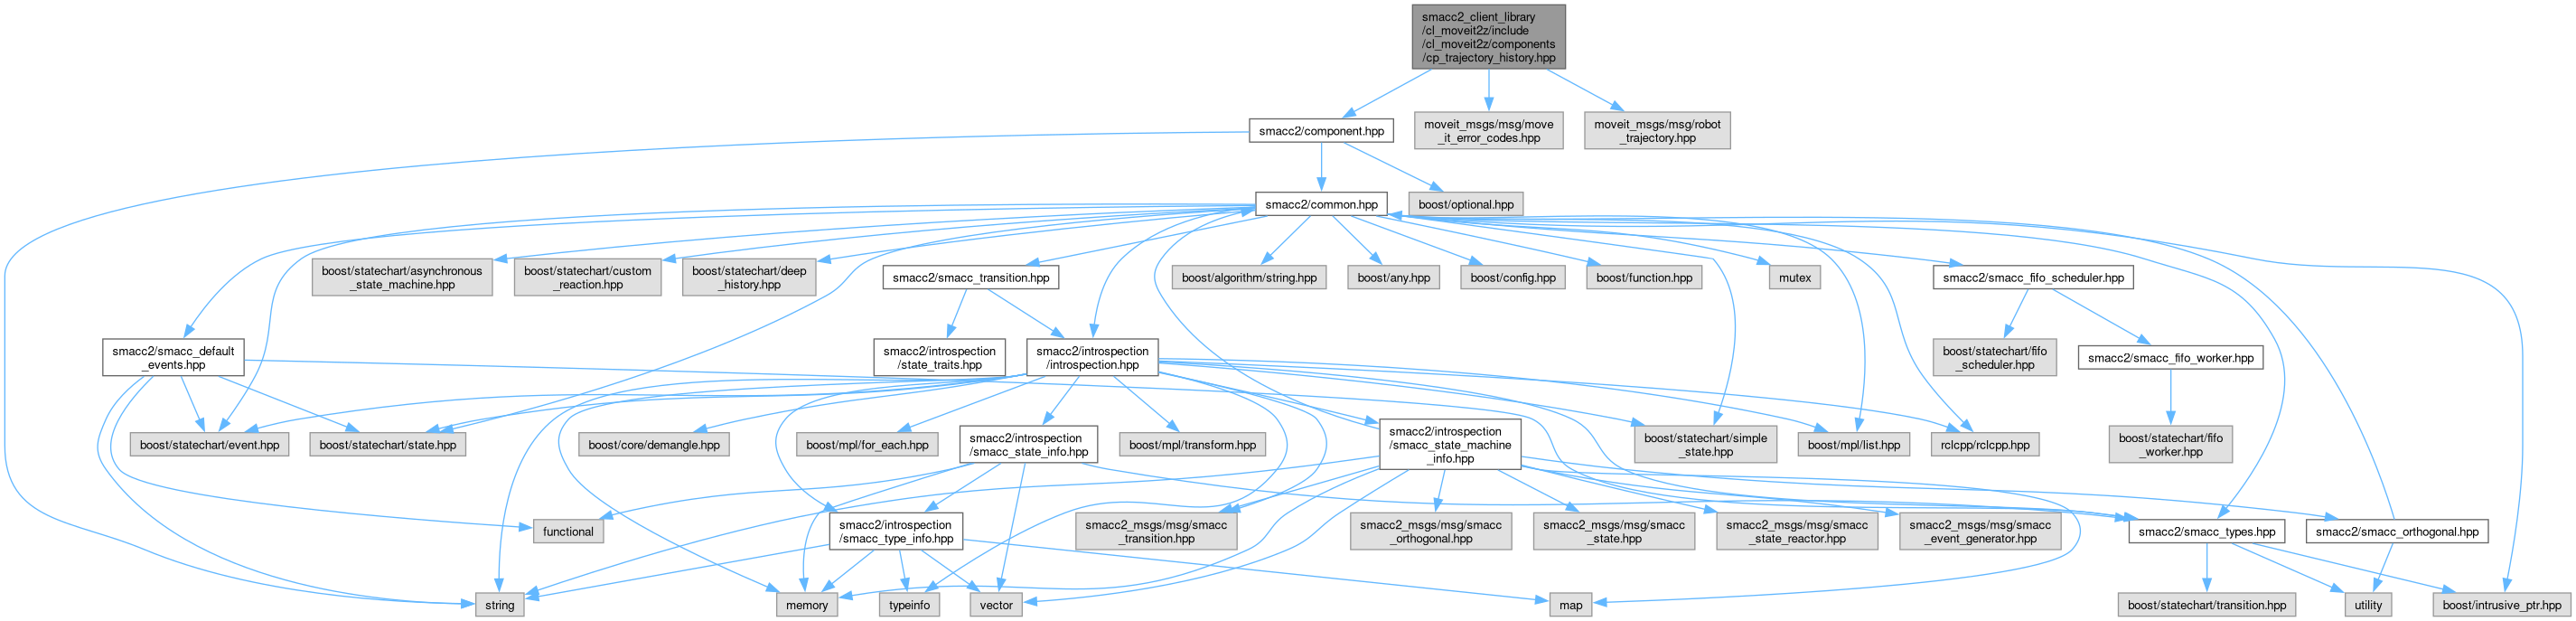 smacc2_client_library
/cl_moveit2z/include
/cl_moveit2z/components
/cp_trajectory_history.hpp
smacc2/component.hpp
moveit_msgs/msg/move
it_error_codes.hpp
moveit_msgs/msg/robot
_trajectory.hpp
smacc2/common.hpp
boost/optional.hpp
boost/statechart/asynchronous
_state_machine.hpp
boost/statechart/custom
_reaction.hpp
boost/statechart/deep
_history.hpp
smacc2/smacc_transition.hpp
boost/algorithm/string.hpp
boost/any.hpp
boost/config.hpp
boost/function.hpp
mutex
smacc2/smacc_fifo_scheduler.hpp
smacc2/smacc_default
_events.hpp
smacc2/introspection
/state_traits.hpp
smacc2/introspection
/introspection.hpp
boost/statechart/fifo
_scheduler.hpp
smacc2/smacc_fifo_worker.hpp
boost/statechart/event.hpp
boost/statechart/state.hpp
boost/core/demangle.hpp
boost/mpl/for_each.hpp
smacc2/introspection
/smacc_state_info.hpp
boost/mpl/transform.hpp
smacc2/introspection
/smacc_state_machine
_info.hpp
boost/statechart/simple
_state.hpp
boost/mpl/list.hpp
rclcpp/rclcpp.hpp
boost/statechart/fifo
_worker.hpp
functional
smacc2/introspection
/smacc_type_info.hpp
smacc2_msgs/msg/smacc
_transition.hpp
smacc2_msgs/msg/smacc
_orthogonal.hpp
smacc2_msgs/msg/smacc
_state.hpp
smacc2_msgs/msg/smacc
_state_reactor.hpp
smacc2_msgs/msg/smacc
_event_generator.hpp
smacc2/smacc_types.hpp
smacc2/smacc_orthogonal.hpp
string
memory
typeinfo
vector
map
boost/statechart/transition.hpp
utility
boost/intrusive_ptr.hpp